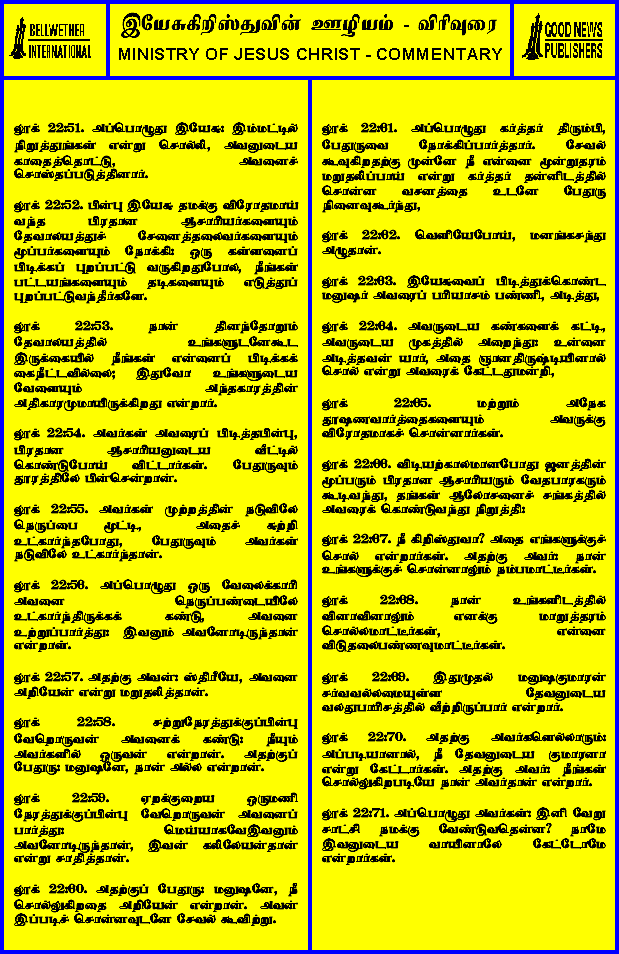 BELLWETHER
INTERNATIONAL
இயேசுகிறிஸ்துவின் ஊழியம் - விரிவுரை
MINISTRY OF JESUS CHRIST - COMMENTARY
GOOD NEWS
PUBLISHERS
லூக் 22:51. அப்பொழுது இயேசு: இம்மட்டில்
நிறுத்துங்கள் என்று சொல்லி, அவனுடைய
காதைத்தொட்டு, அவனைச்
சொஸ்தப்படுத்தினார்.
லூக் 22:52. பின்பு இயேசு தமக்கு விரோதமாய்
வந்த பிரதான ஆசாரியர்களையும்
தேவாலயத்துச் சேனைத்தலைவர்களையும்
மூப்பர்களையும் நோக்கி: ஒரு கள்ளனைப்
பிடிக்கப் புறப்பட்டு வருகிறதுபோல, நீங்கள்
பட்டயங்களையும் தடிகளையும் எடுத்துப்
புறப்பட்டுவந்தீர்களே.
லூக் 22:53. நான் தினந்தோறும்
தேவாலயத்தில் உங்களுடனேகூட
இருக்கையில் நீங்கள் என்னைப் பிடிக்கக்
கைநீட்டவில்லை; இதுவோ உங்களுடைய
வேளையும் அந்தகாரத்தின்
அதிகாரமுமாயிருக்கிறது என்றார்.
லூக் 22:54. அவர்கள் அவரைப் பிடித்தபின்பு,
பிரதான ஆசாரியனுடைய வீட்டில்
கொண்டுபோய் விட்டார்கள். பேதுருவும்
தூரத்திலே பின்சென்றான்.
லூக் 22:55. அவர்கள் முற்றத்தின் நடுவிலே
நெருப்பை மூட்டி, அதைச் சுற்றி
உட்கார்ந்தபோது, பேதுருவும் அவர்கள்
நடுவிலே உட்கார்ந்தான்.
லூக் 22:56. அப்பொழுது ஒரு வேலைக்காரி
அவனை நெருப்பண்டையிலே
உட்கார்ந்திருக்கக் கண்டு, அவனை
உற்றுப்பார்த்து: இவனும் அவனோடிருந்தான்
என்றாள்.
லூக் 22:57. அதற்கு அவன்: ஸ்திரீயே, அவனை
அறியேன் என்று மறுதலித்தான்.
லூக் 22:58. சற்றுநேரத்துக்குப்பின்பு
வேறொருவன் அவனைக் கண்டு: நீயும்
அவர்களில் ஒருவன் என்றான். அதற்குப்
பேதுரு: மனுஷனே, நான் அல்ல என்றான்.
லூக் 22:59. ஏறக்குறைய ஒருமணி
நேரத்துக்குப்பின்பு வேறொருவன் அவனைப்
பார்த்து: மெய்யாகவேஇவனும்
அவனோடிருந்தான், இவன் கலிலேயன்தான்
என்று சாதித்தான்.
லூக் 22:60. அதற்குப் பேதுரு: மனுஷனே, நீ
சொல்லுகிறதை அறியேன் என்றான். அவன்
இப்படிச் சொன்னவுடனே சேவல் கூவிற்று.
லூக் 22:61. அப்பொழுது கர்த்தர் திரும்பி,
பேதுருவை நோக்கிப்பார்த்தார். சேவல்
கூவுகிறதற்கு முன்னே நீ என்னை மூன்றுதரம்
மறுதலிப்பாய் என்று கர்த்தர் தன்னிடத்தில்
சொன்ன வசனத்தை உடனே பேதுரு
நினைவுகூர்ந்து,
லூக் 22:62. வெளியேபோய், மனங்கசந்து
அழுதான்.
லூக் 22:63. இயேசுவைப் பிடித்துக்கொண்ட
மனுஷர் அவரைப் பரியாசம் பண்ணி, அடித்து,
லூக் 22:64. அவருடைய கண்களைக் கட்டி,
அவருடைய முகத்தில் அறைந்து: உன்னை
அடித்தவன் யார், அதை ஞானதிருஷ்டியினால்
சொல் என்று அவரைக் கேட்டதுமன்றி,
லூக் 22:65. மற்றும் அநேக
தூஷணவார்த்தைகளையும் அவருக்கு
விரோதமாகச் சொன்னார்கள்.
லூக் 22:66. விடியற்காலமானபோது ஜனத்தின்
மூப்பரும் பிரதான ஆசாரியரும் வேதபாரகரும்
கூடிவந்து, தங்கள் ஆலோசனைச் சங்கத்தில்
அவரைக் கொண்டுவந்து நிறுத்தி:
லூக் 22:67. நீ கிறிஸ்துவா? அதை எங்களுக்குச்
சொல் என்றார்கள். அதற்கு அவர்: நான்
உங்களுக்குச் சொன்னாலும் நம்பமாட்டீர்கள்.
லூக் 22:68. நான் உங்களிடத்தில்
வினாவினாலும் எனக்கு மாறுத்தரம்
சொல்லமாட்டீர்கள், என்னை
விடுதலைபண்ணவுமாட்டீர்கள்.
லூக் 22:69. இதுமுதல் மனுஷகுமாரன்
சர்வவல்லமையுள்ள தேவனுடைய
வலதுபாரிசத்தில் வீற்றிருப்பார் என்றார்.
லூக் 22:70. அதற்கு அவர்களெல்லாரும்:
அப்படியானால், நீ தேவனுடைய குமாரனா
என்று கேட்டார்கள். அதற்கு அவர்: நீங்கள்
சொல்லுகிறபடியே நான் அவர்தான் என்றார்.
லூக் 22:71. அப்பொழுது அவர்கள்: இனி வேறு
சாட்சி நமக்கு வேண்டுவதென்ன? நாமே
இவனுடைய வாயினாலே கேட்டோமே
என்றார்கள்.